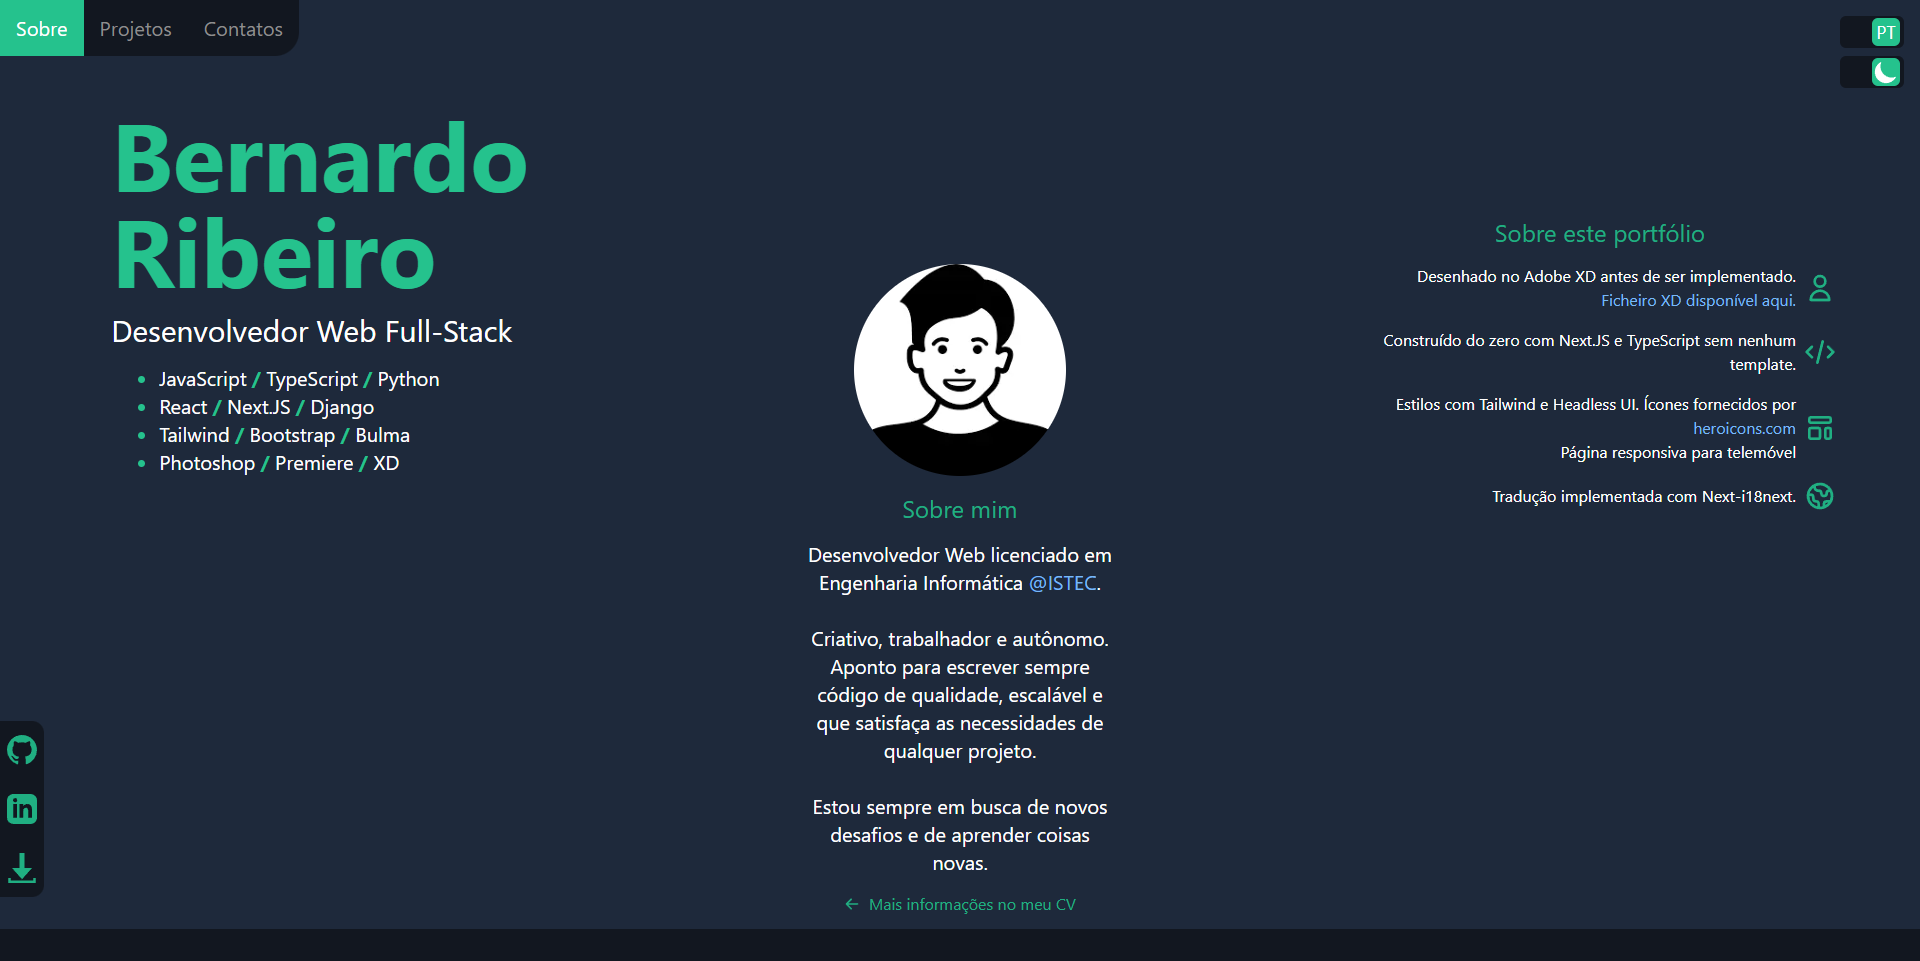 Sobre
Projetos
Contatos
PT
Bernardo
Ribeiro
Desenvolvedor Web Full-Stack
• JavaScript / TypeScript / Python
• React / Next.JS / Django
• Tailwind / Bootstrap / Bulma
• Photoshop / Premiere / XD
Sobre mim
Desenvolvedor Web licenciado em
Engenharia Informática @ISTEC.
Criativo, trabalhador e autônomo.
Aponto para escrever sempre
código de qualidade, escalável e
que satisfaça as necessidades de
qualquer projeto.
Estou sempre em busca de novos
desafios e de aprender coisas
novas.
← Mais informações no meu CV
Sobre este portfólio
Desenhado no Adobe XD antes de ser implementado.
Ficheiro XD disponível aqui.
Construído do zero com Next.JS e TypeScript sem nenhum
template.
Estilos com Tailwind e Headless UI. Ícones fornecidos por
heroicons.com
Página responsiva para telemóvel
Tradução implementada com Next-i18next.
in